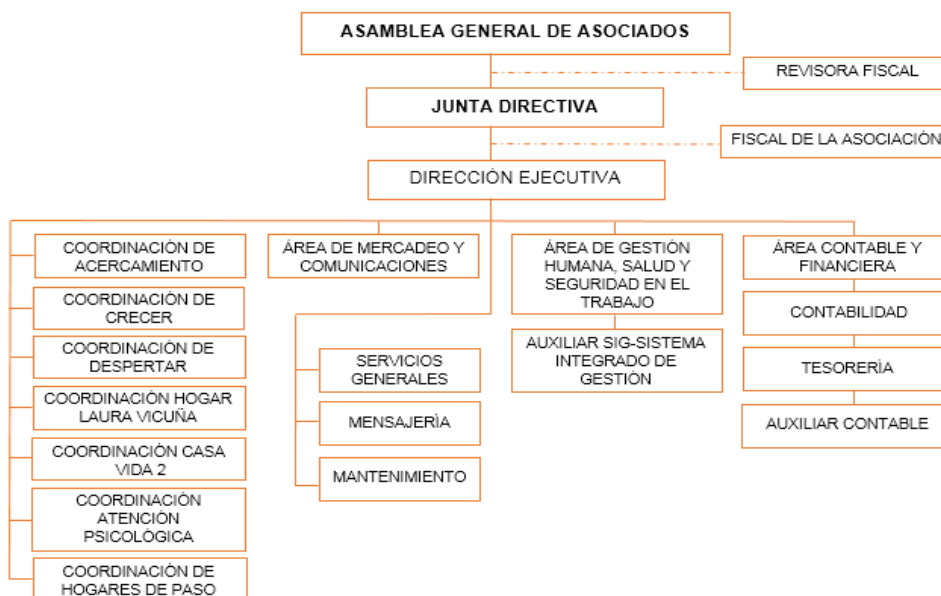 ASAMBLEA GENERAL DE ASOCIADOS
REVISORA FISCAL
JUNTA DIRECTIVA
FISCAL DE LA ASOCIACIÓN
DIRECCIÓN EJECUTIVA
COORDINACIÓN DE
ACERCAMIENTO
COORDINACIÓN DE
CRECER
COORDINACIÓN DE
DESPERTAR
COORDINACIÓN HOGAR
LAURA VICUÑA
COORDINACIÓN CASA
VIDA 2
COORDINACIÓN
ATENCIÓN
PSICOLÓGICA
COORDINACIÓN DE
HOGARES DE PASO
ÁREA DE MERCADEO Y
COMUNICACIONES
SERVICIOS
GENERALES
MENSAJERÌA
MANTENIMIENTO
ÁREA DE GESTIÓN
HUMANA, SALUD Y
SEGURIDAD EN EL
TRABAJO
AUXILIAR SIG-SISTEMA
INTEGRADO DE
GESTIÓN
ÁREA CONTABLE Y
FINANCIERA
CONTABILIDAD
TESORERÍA
AUXILIAR CONTABLE